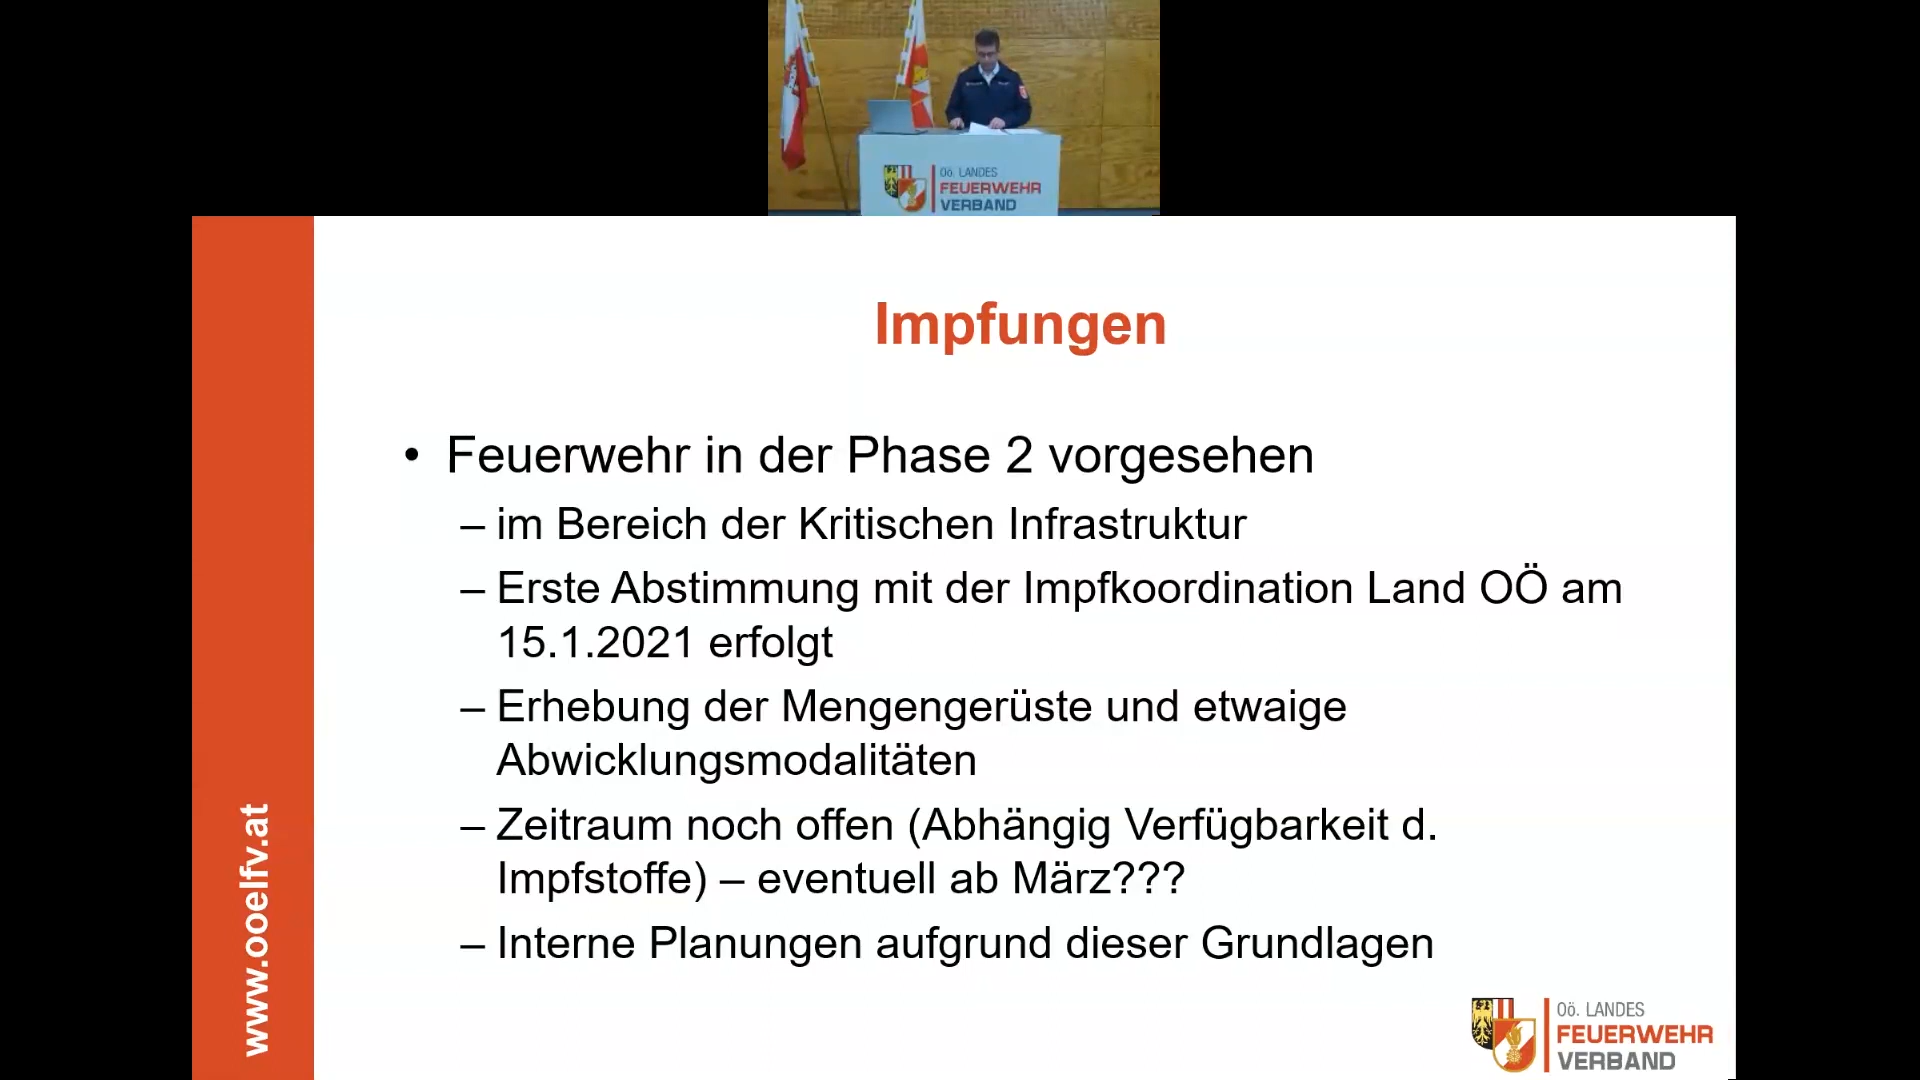 OÖ. LANDES
FEUERWEHR
VERBAND
Impfungen
• Feuerwehr in der Phase 2 vorgesehen
– im Bereich der Kritischen Infrastruktur
– Erste Abstimmung mit der Impfkoordination Land OÖ am
15.1.2021 erfolgt
– Erhebung der Mengengerüste und etwaige
Abwicklungsmodalitäten
– Zeitraum noch offen (Abhängig Verfügbarkeit d.
Impfstoffe) – eventuell ab März???
– Interne Planungen aufgrund dieser Grundlagen
www.ooelfv.at
Oö. LANDES
FEUERWEHR
VERBAND